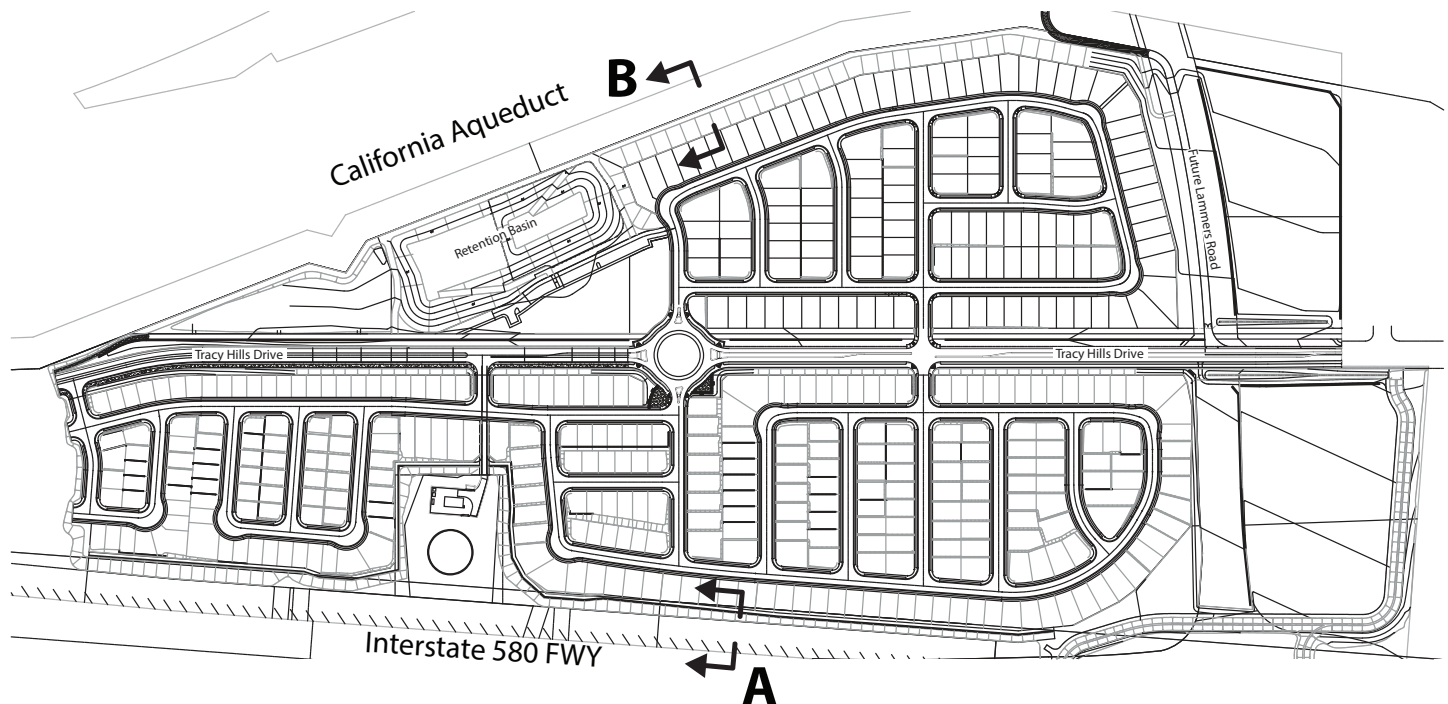 B
California Aqueduct
Retention Basin
Future Lammers Road
Tracy Hills Drive
Tracy Hills Drive
Interstate 580 FWY
A